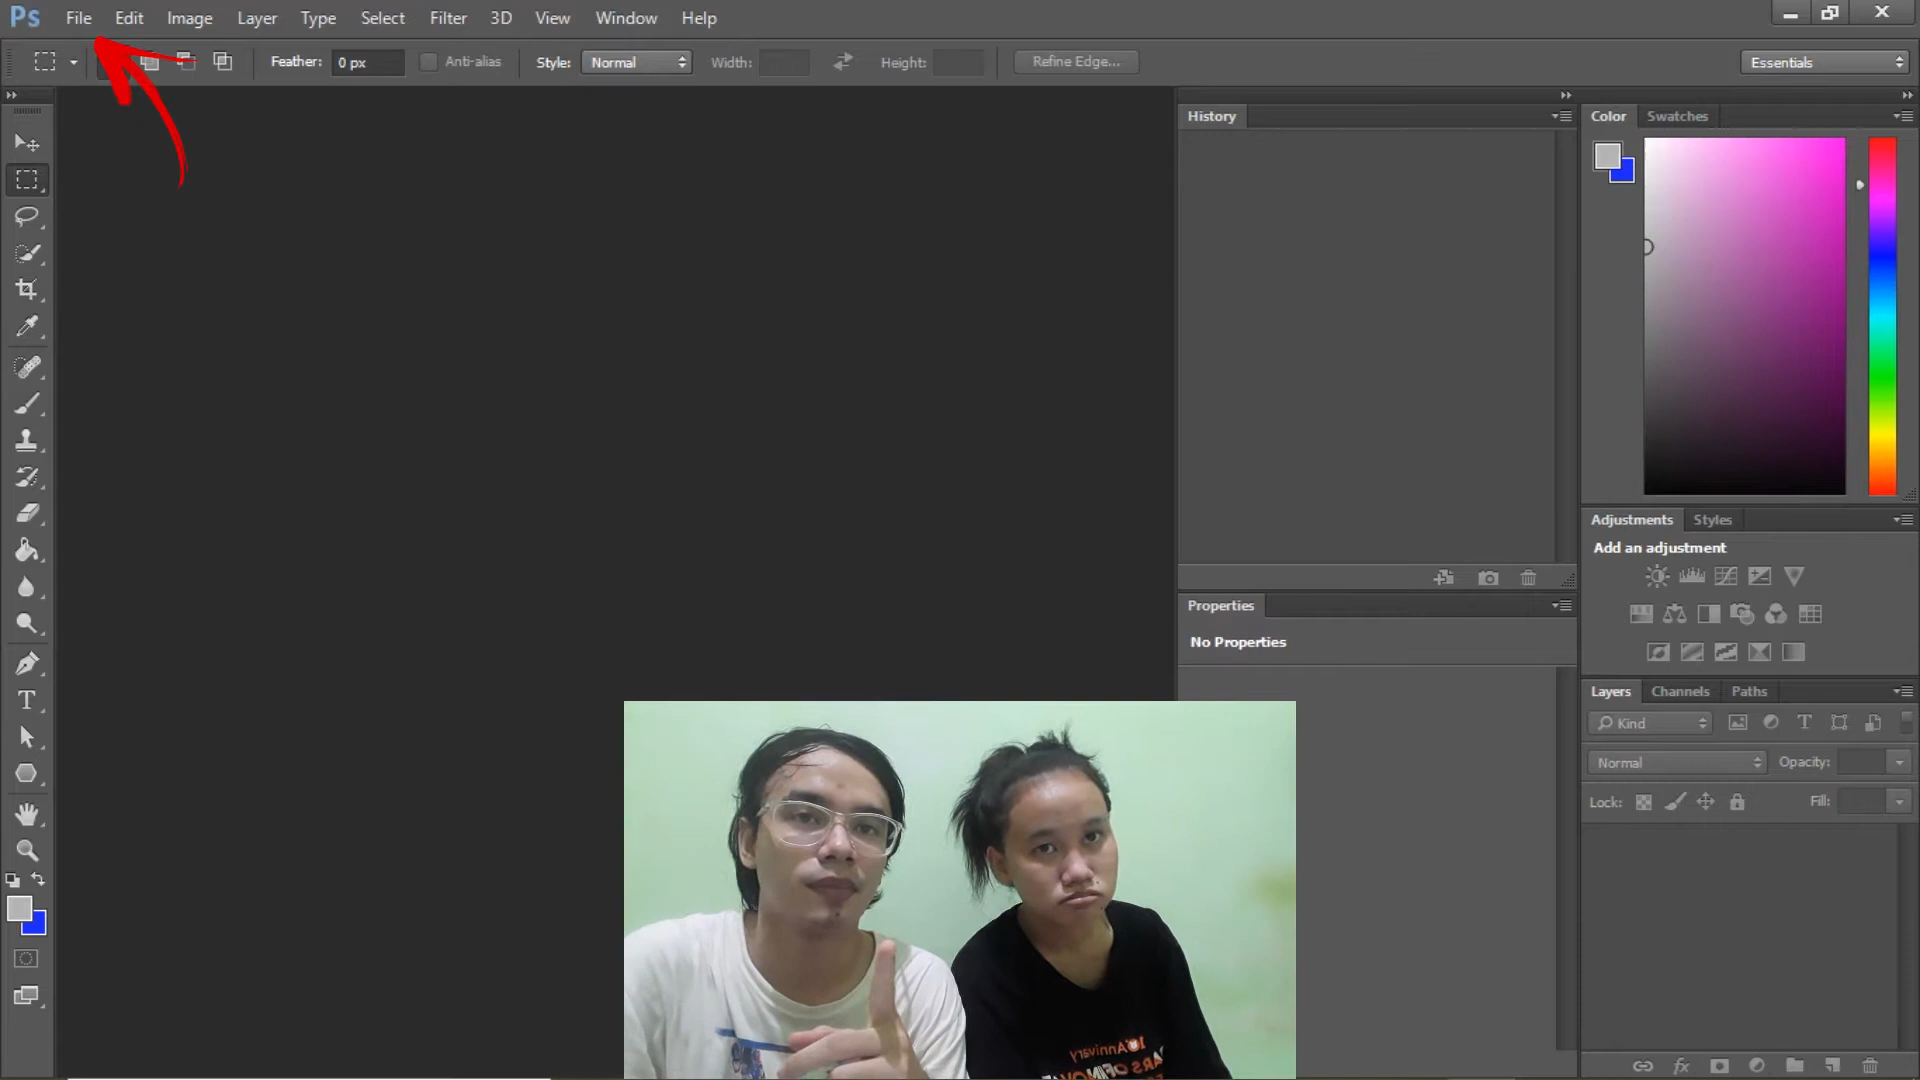 Ps File Edit Image Layer Type Select Filter 3D View Window Help
Feather: 0 px Anti-alias Style: Normal Width: Height: Refine Edge... Essentials
History
Color Swatches
Adjustments Styles
Add an adjustment
Properties
No Properties
Layers Channels Paths
Kind
Normal Opacity:
Lock: Fill: